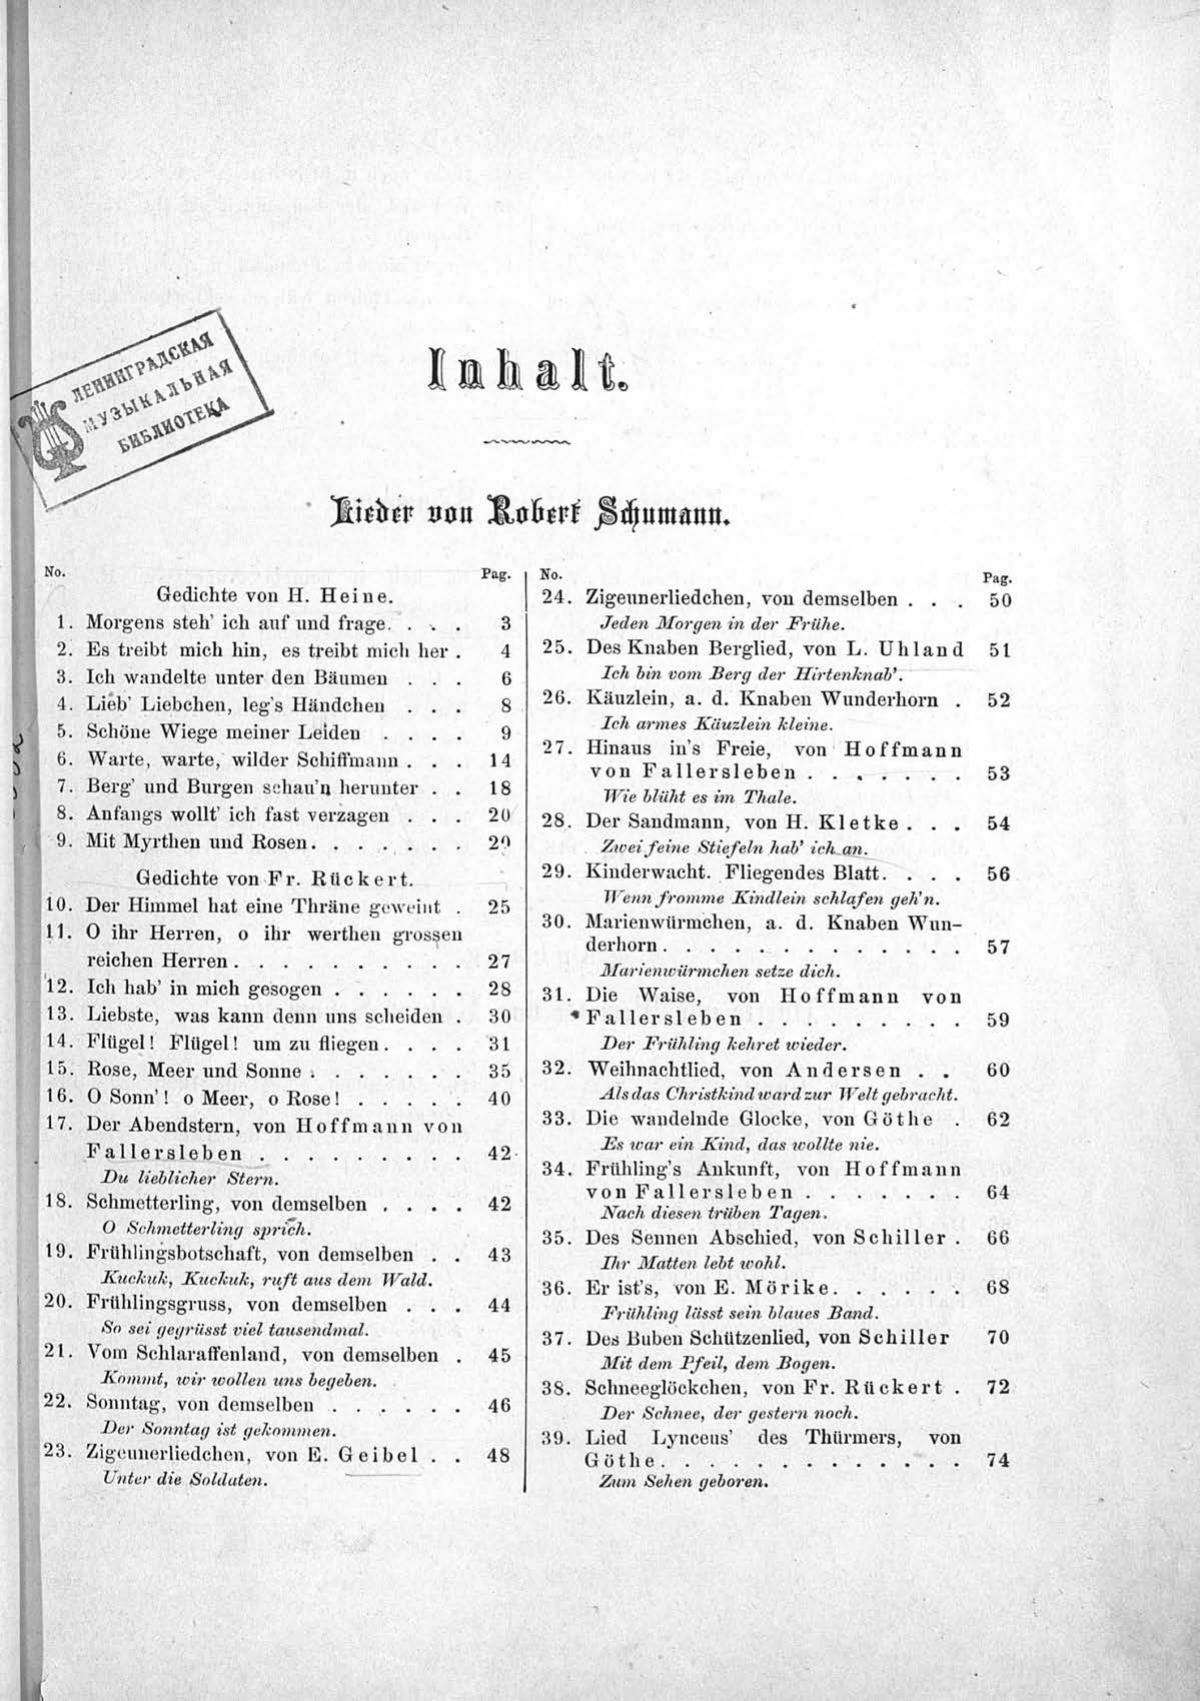 ЛЕНИНГРАДСКАЯ
МУЗЫКАЛЬНАЯ
БИБЛИОТЕКА
Inhalt.
Lieder von Robert Schumann.
No. Pag.
Gedichte von H. Heine.
1. Morgens steh' ich auf und frage. . . . 3
2. Es treibt mich hin, es treibt mich her . 4
3. Ich wandelte unter den Bäumen . . . 6
4. Lieb' Liebchen, leg's Händchen . . . 8
5. Schöne Wiege meiner Leiden . . . . 9
6. Warte, warte, wilder Schiffmann . . . 14
7. Berg' und Burgen schau'n herunter . . 18
8. Anfangs wollt' ich fast verzagen . . . 20
9. Mit Myrthen und Rosen. . . . . . . 20
Gedichte von Fr. Rückert.
10. Der Himmel hat eine Thräne geweint . 25
11. O ihr Herren, o ihr werthen grossen
reichen Herren . . . . . . . . . . 27
12. Ich hab' in mich gesogen . . . . . . 28
13. Liebste, was kann denn uns scheiden . 30
14. Flügel! Flügel! um zu fliegen . . . . 31
15. Rose, Meer und Sonne . . . . . . . 35
16. O Sonn'! o Meer, o Rose! . . . . . 40
17. Der Abendstern, von Hoffmann von
Fallersleben . . . . . . . . . 42
Du lieblicher Stern.
18. Schmetterling, von demselben . . . . 42
O Schmetterling sprich.
19. Frühlingsbotschaft, von demselben . . 43
Kuckuk, Kuckuk, ruft aus dem Wald.
20. Frühlingsgruss, von demselben . . . 44
So sei gegrüsst viel tausendmal.
21. Vom Schlaraffenland, von demselben . 45
Kommt, wir wollen uns begeben.
22. Sonntag, von demselben . . . . . . 46
Der Sonntag ist gekommen.
23. Zigeunerliedchen, von E. Geibel . . 48
Unter die Soldaten.
No. Pag.
24. Zigeunerliedchen, von demselben . . . 50
Jeden Morgen in der Frühe.
25. Des Knaben Berglied, von L. Uhland 51
Ich bin vom Berg der Hirtenknab'.
26. Käuzlein, a. d. Knaben Wunderhorn . 52
Ich armes Käuzlein kleine.
27. Hinaus in's Freie, von Hoffmann
von Fallersleben . . . . . . . 53
Wie blüht es im Thale.
28. Der Sandmann, von H. Kletke . . . 54
Zwei feine Stiefeln hab' ich an.
29. Kinderwacht. Fliegendes Blatt. . . . 56
Wenn fromme Kindlein schlafen geh'n.
30. Marienwürmchen, a. d. Knaben Wun-
derhorn . . . . . . . . . . . . . 57
Marienwürmchen setze dich.
31. Die Waise, von Hoffmann von
Fallersleben . . . . . . . . . 59
Der Frühling kehret wieder.
32. Weihnachtlied, von Andersen . . 60
Als das Christkind ward zur Welt gebracht.
33. Die wandelnde Glocke, von Göthe . 62
Es war ein Kind, das wollte nie.
34. Frühling's Ankunft, von Hoffmann
von Fallersleben . . . . . . . 64
Nach diesen trüben Tagen.
35. Des Sennen Abschied, von Schiller . 66
Ihr Matten lebt wohl.
36. Er ist's, von E. Mörike. . . . . . 68
Frühling lässt sein blaues Band.
37. Des Buben Schützenlied, von Schiller 70
Mit dem Pfeil, dem Bogen.
38. Schneeglöckchen, von Fr. Rückert . 72
Der Schnee, der gestern noch.
39. Lied Lynceus' des Thürmers, von
Göthe. . . . . . . . . . . . . 74
Zum Sehen geboren.